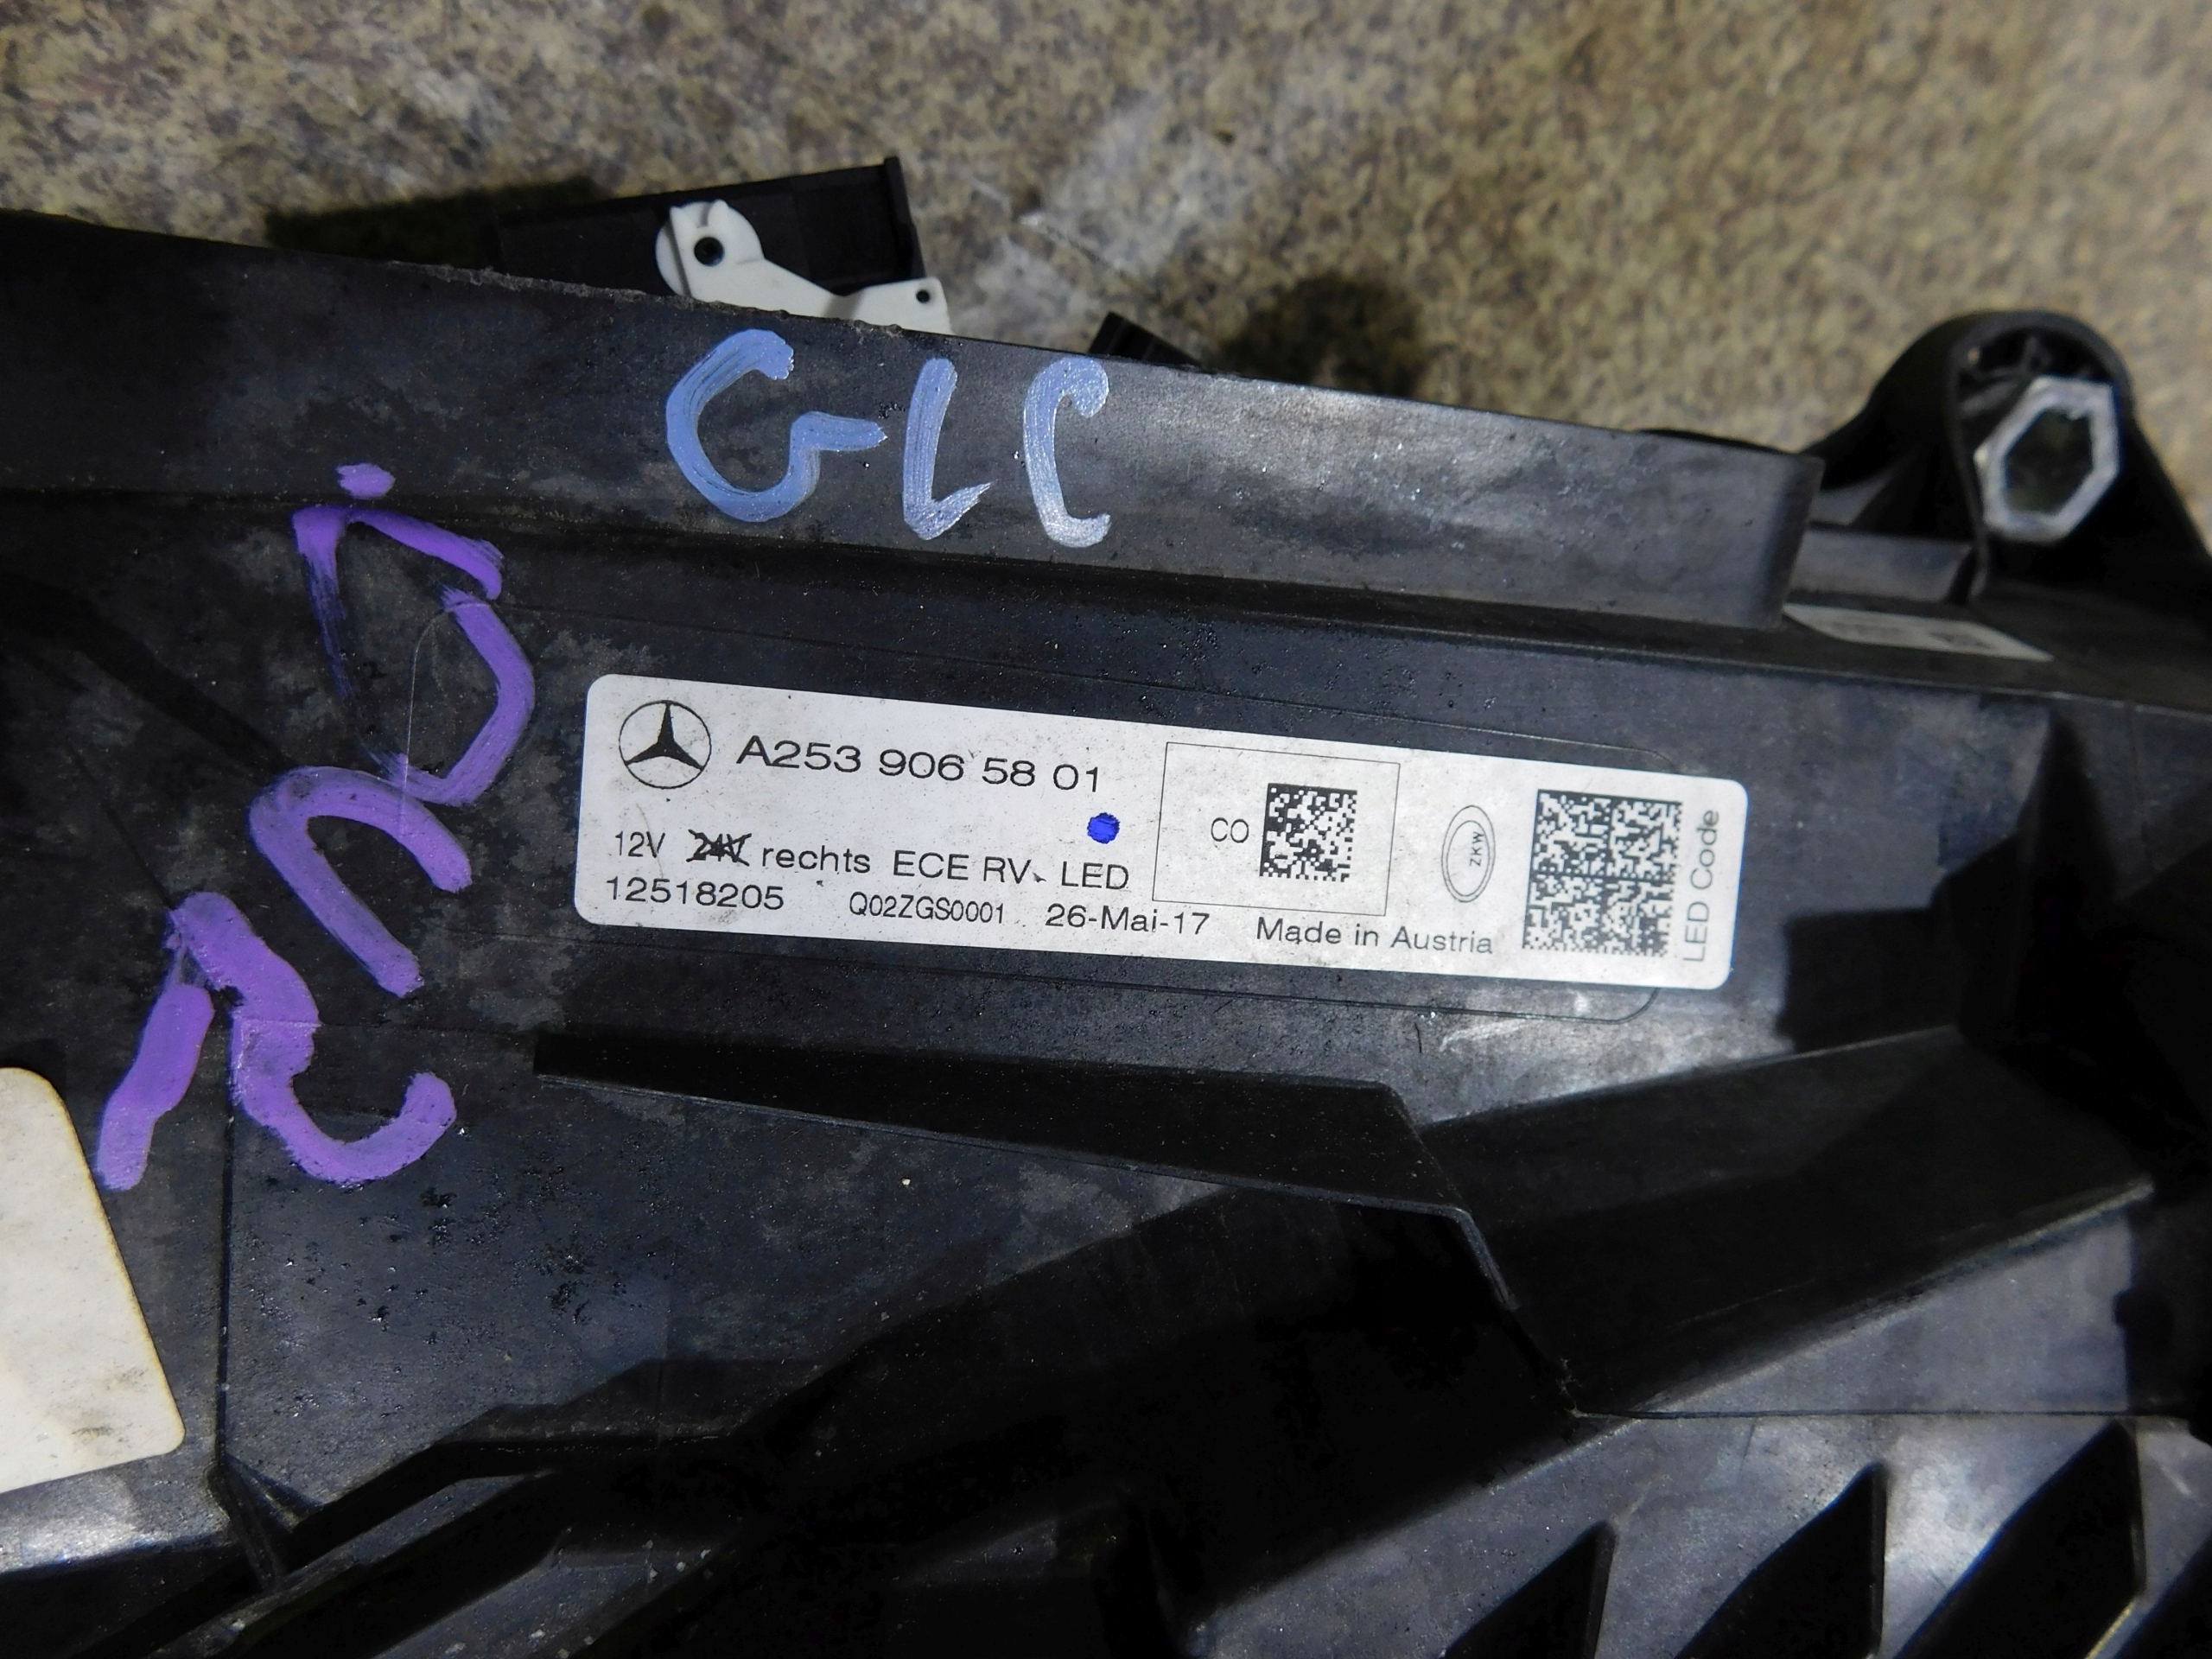 GLC
A253 906 58 01
CO
12V 24V rechts ECE RV- LED
12518205 Q02ZGS0001 26-Mai-17 Made in Austria
ZKW
LED Code